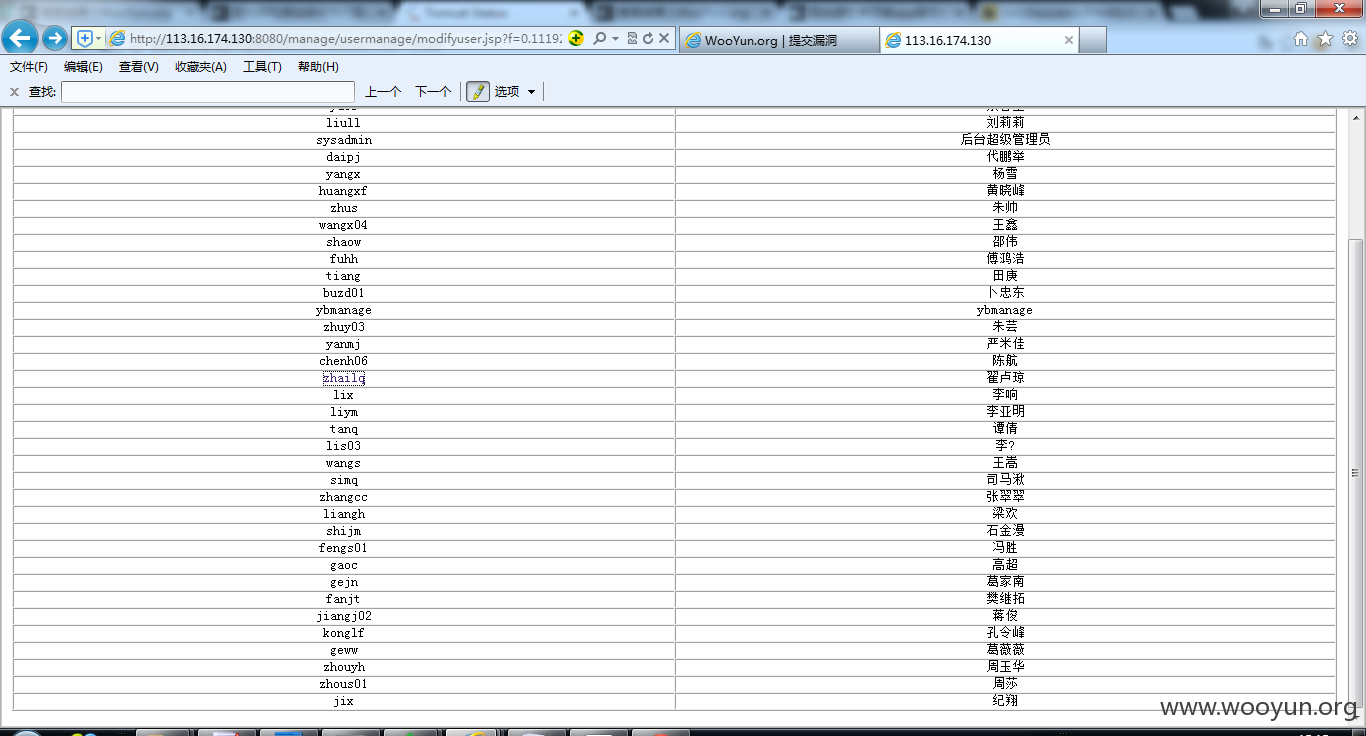 http://113.16.174.130:8080/manage/usermanage/modifyuser.jsp?f=0.1119
WooYun.org | 提交漏洞
113.16.174.130
文件(F) 编辑(E) 查看(V) 收藏夹(A) 工具(T) 帮助(H)
查找: 上一个 下一个 选项
liull 刘莉莉
sysadmin 后台超级管理员
daipj 代鹏举
yangx 杨雪
huangxf 黄晓峰
zhus 朱帅
wangx04 王鑫
shaow 邵伟
fuhh 傅鸿浩
tiang 田庚
buzd01 卜忠东
ybmanage ybmanage
zhuy03 朱芸
yanmj 严米佳
chenh06 陈航
zhailq 翟卢琼
lix 李响
liym 李亚明
tanq 谭倩
lis03 李?
wangs 王嵩
simq 司马湫
zhangcc 张翠翠
liangh 梁欢
shijm 石金漫
fengs01 冯胜
gaoc 高超
gejn 葛家南
fanjt 樊继拓
jiangj02 蒋俊
konglf 孔令峰
geww 葛薇薇
zhouyh 周玉华
zhous01 周莎
jix 纪翔
www.wooyun.org